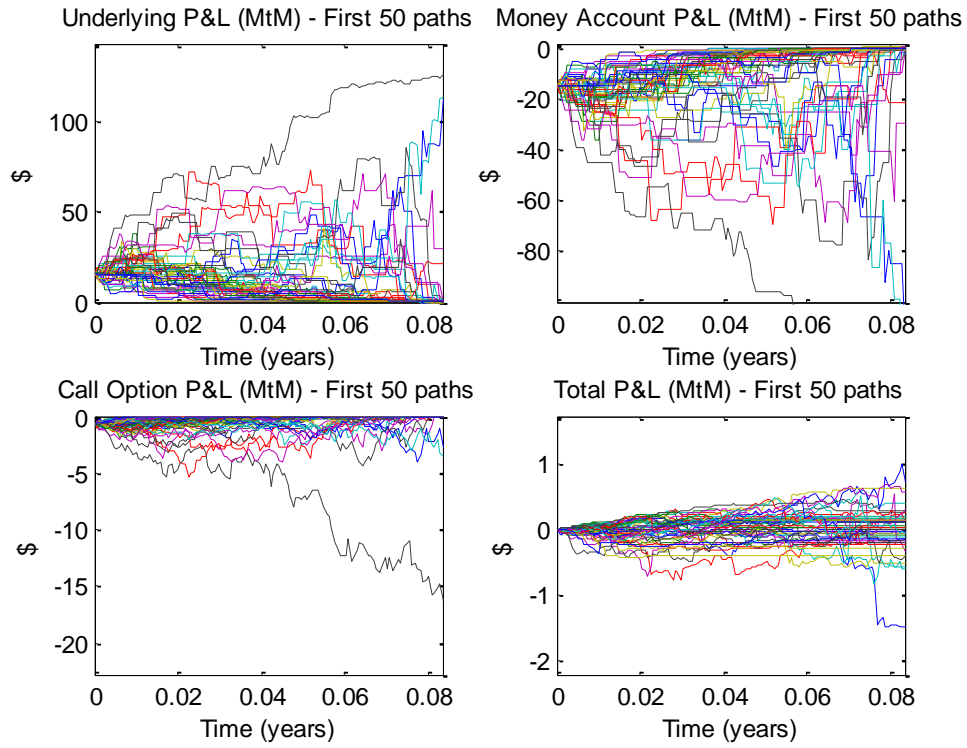 Underlying P&L (MtM) - First 50 paths
$
100
50
0
0 0.02 0.04 0.06 0.08
Time (years)
Money Account P&L (MtM) - First 50 paths
$
0
-20
-40
-60
-80
0 0.02 0.04 0.06 0.08
Time (years)
Call Option P&L (MtM) - First 50 paths
$
0
-5
-10
-15
-20
0 0.02 0.04 0.06 0.08
Time (years)
Total P&L (MtM) - First 50 paths
$
1
0
-1
-2
0 0.02 0.04 0.06 0.08
Time (years)